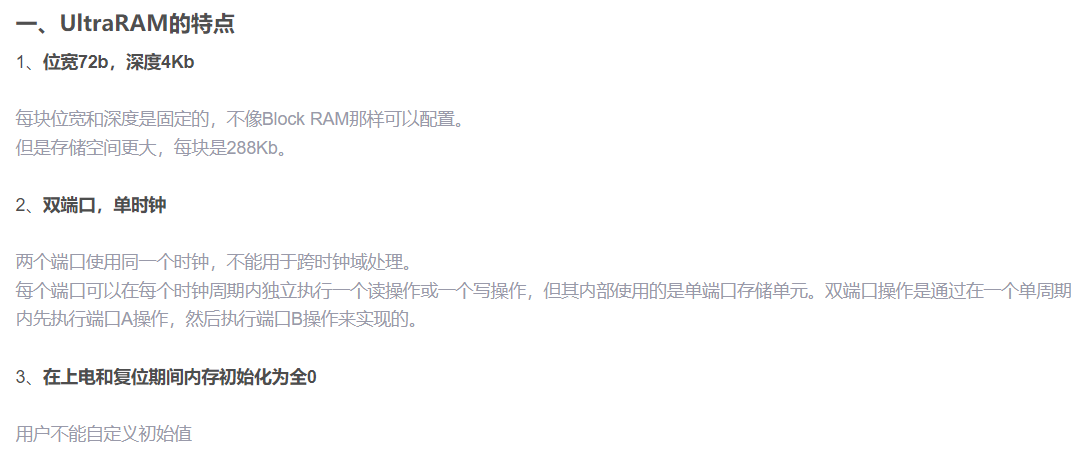 一、UltraRAM的特点
1、位宽72b，深度4Kb
每块位宽和深度是固定的，不像Block RAM那样可以配置。
但是存储空间更大，每块是288Kb。
2、双端口，单时钟
两个端口使用同一个时钟，不能用于跨时钟域处理。
每个端口可以在每个时钟周期内独立执行一个读操作或一个写操作，但其内部使用的是单端口存储单元。双端口操作是通过在一个单周期
内先执行端口A操作，然后执行端口B操作来实现的。
3、在上电和复位期间内存初始化为全0
用户不能自定义初始值